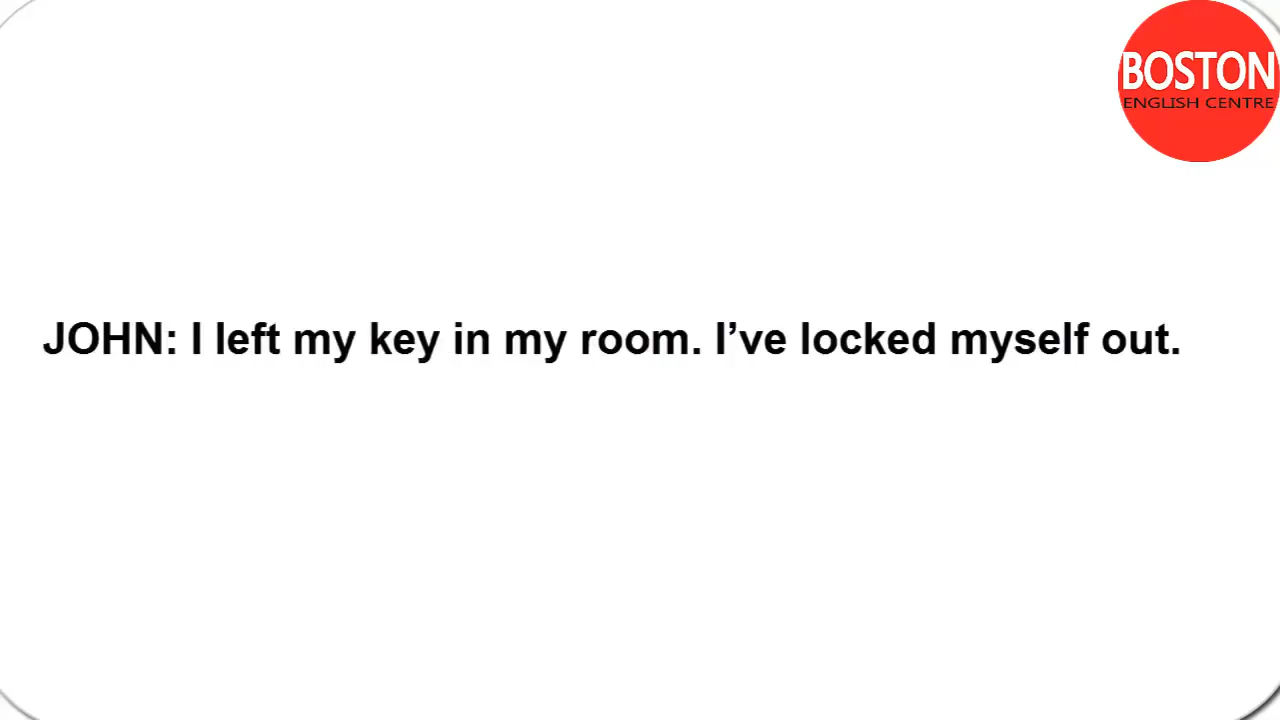 BOSTON
ENGLISH CENTRE
JOHN: I left my key in my room. I’ve locked myself out.